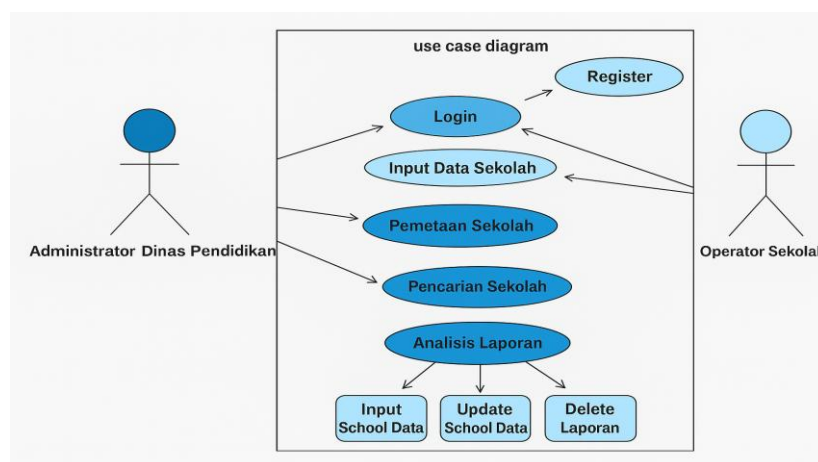 use case diagram
Register
Login
Input Data Sekolah
Pemetaan Sekolah
Administrator Dinas Pendidikan
Operator Sekolah
Pencarian Sekolah
Analisis Laporan
Input
School Data
Update
School Data
Delete
Laporan